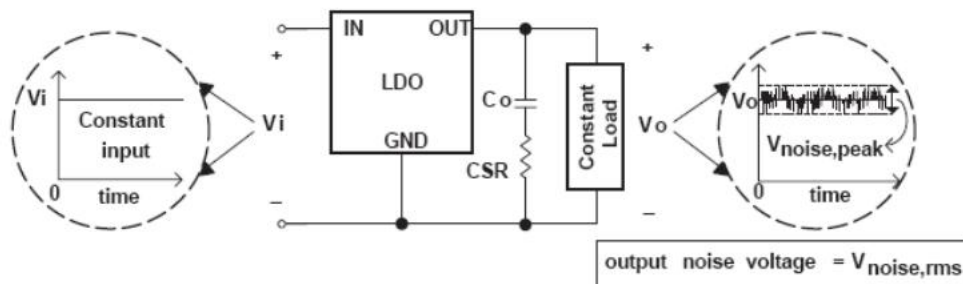 Vi
Constant
input
0
time
+
Vi
−
IN
OUT
LDO
GND
Co
CSR
Constant
Load
+
Vo
−
Vo
Vnoise,peak
0
time
output noise voltage = Vnoise,rms